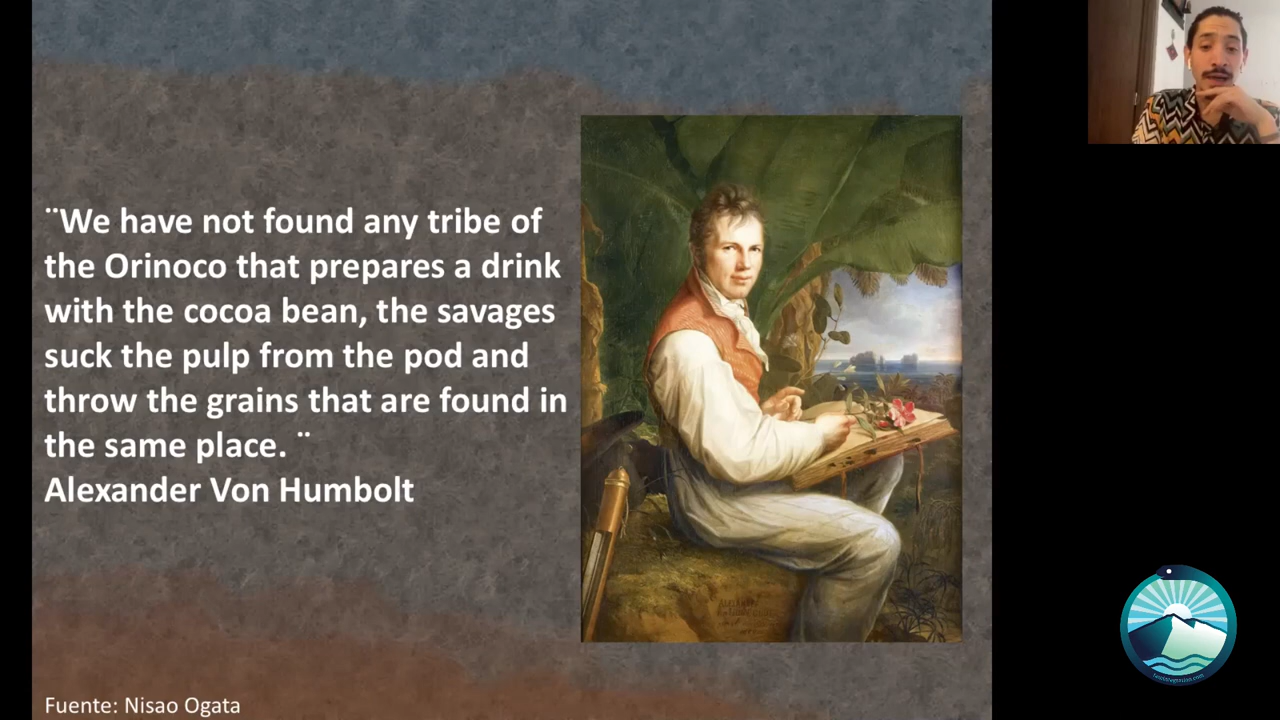 ¨We have not found any tribe of
the Orinoco that prepares a drink
with the cocoa bean, the savages
suck the pulp from the pod and
throw the grains that are found in
the same place. ¨
Alexander Von Humbolt
Fuente: Nisao Ogata